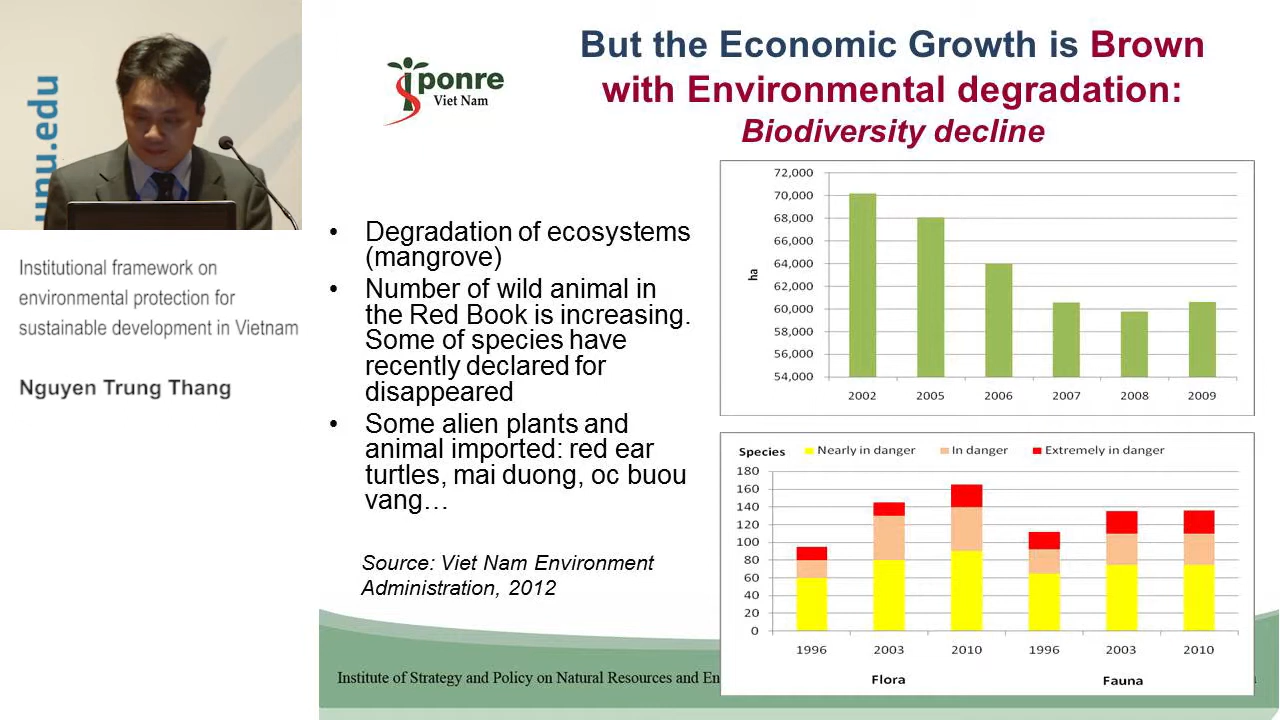 unu.edu
Institutional framework on
environmental protection for
sustainable development in Vietnam
Nguyen Trung Thang
iponre
Viet Nam
But the Economic Growth is Brown
with Environmental degradation:
Biodiversity decline
• Degradation of ecosystems
(mangrove)
• Number of wild animal in
the Red Book is increasing.
Some of species have
recently declared for
disappeared
• Some alien plants and
animal imported: red ear
turtles, mai duong, oc buou
vang…
Source: Viet Nam Environment
Administration, 2012
72,000
70,000
68,000
66,000
64,000
62,000
60,000
58,000
56,000
54,000
ha
2002 2005 2006 2007 2008 2009
Species Nearly in danger In danger Extremely in danger
180
160
140
120
100
80
60
40
20
0
1996 2003 2010 1996 2003 2010
Flora Fauna
Institute of Strategy and Policy on Natural Resources and En